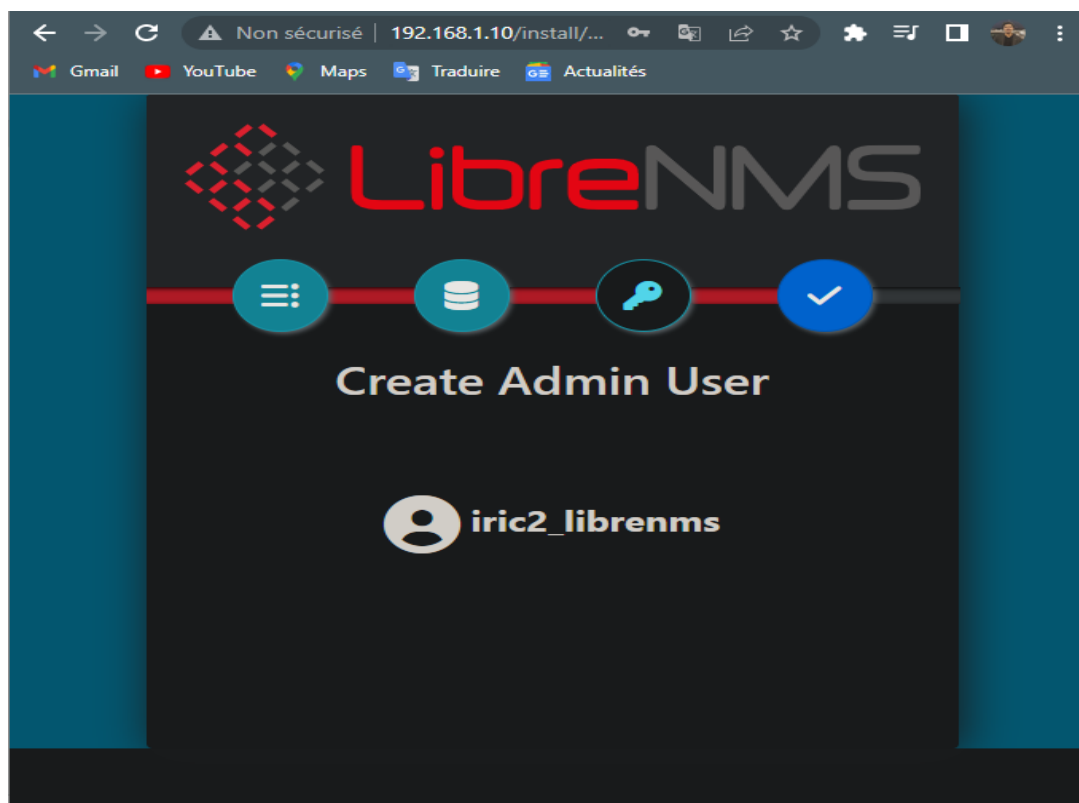 Non sécurisé | 192.168.1.10/install/...
Gmail YouTube Maps Traduire Actualités
LibreNMS
Create Admin User
iric2_librenms